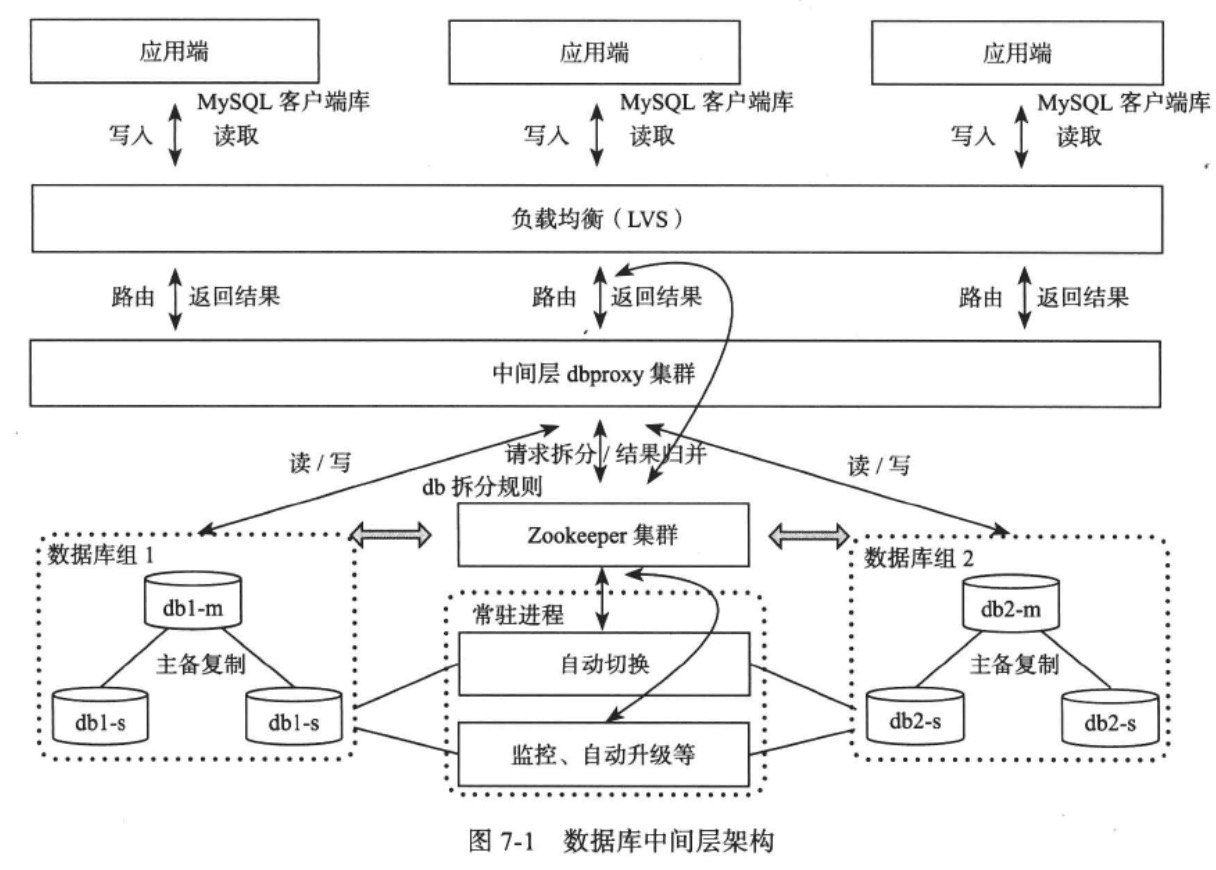 应用端
应用端
应用端
MySQL 客户端库
MySQL 客户端库
MySQL 客户端库
写入
读取
写入
读取
写入
读取
负载均衡（LVS）
路由
返回结果
路由
返回结果
路由
返回结果
中间层 dbproxy 集群
读 / 写
请求拆分 / 结果归并
读 / 写
db 拆分规则
Zookeeper 集群
数据库组 1
数据库组 2
db1-m
常驻进程
db2-m
主备复制
自动切换
主备复制
db1-s
db1-s
监控、自动升级等
db2-s
db2-s
图 7-1 数据库中间层架构